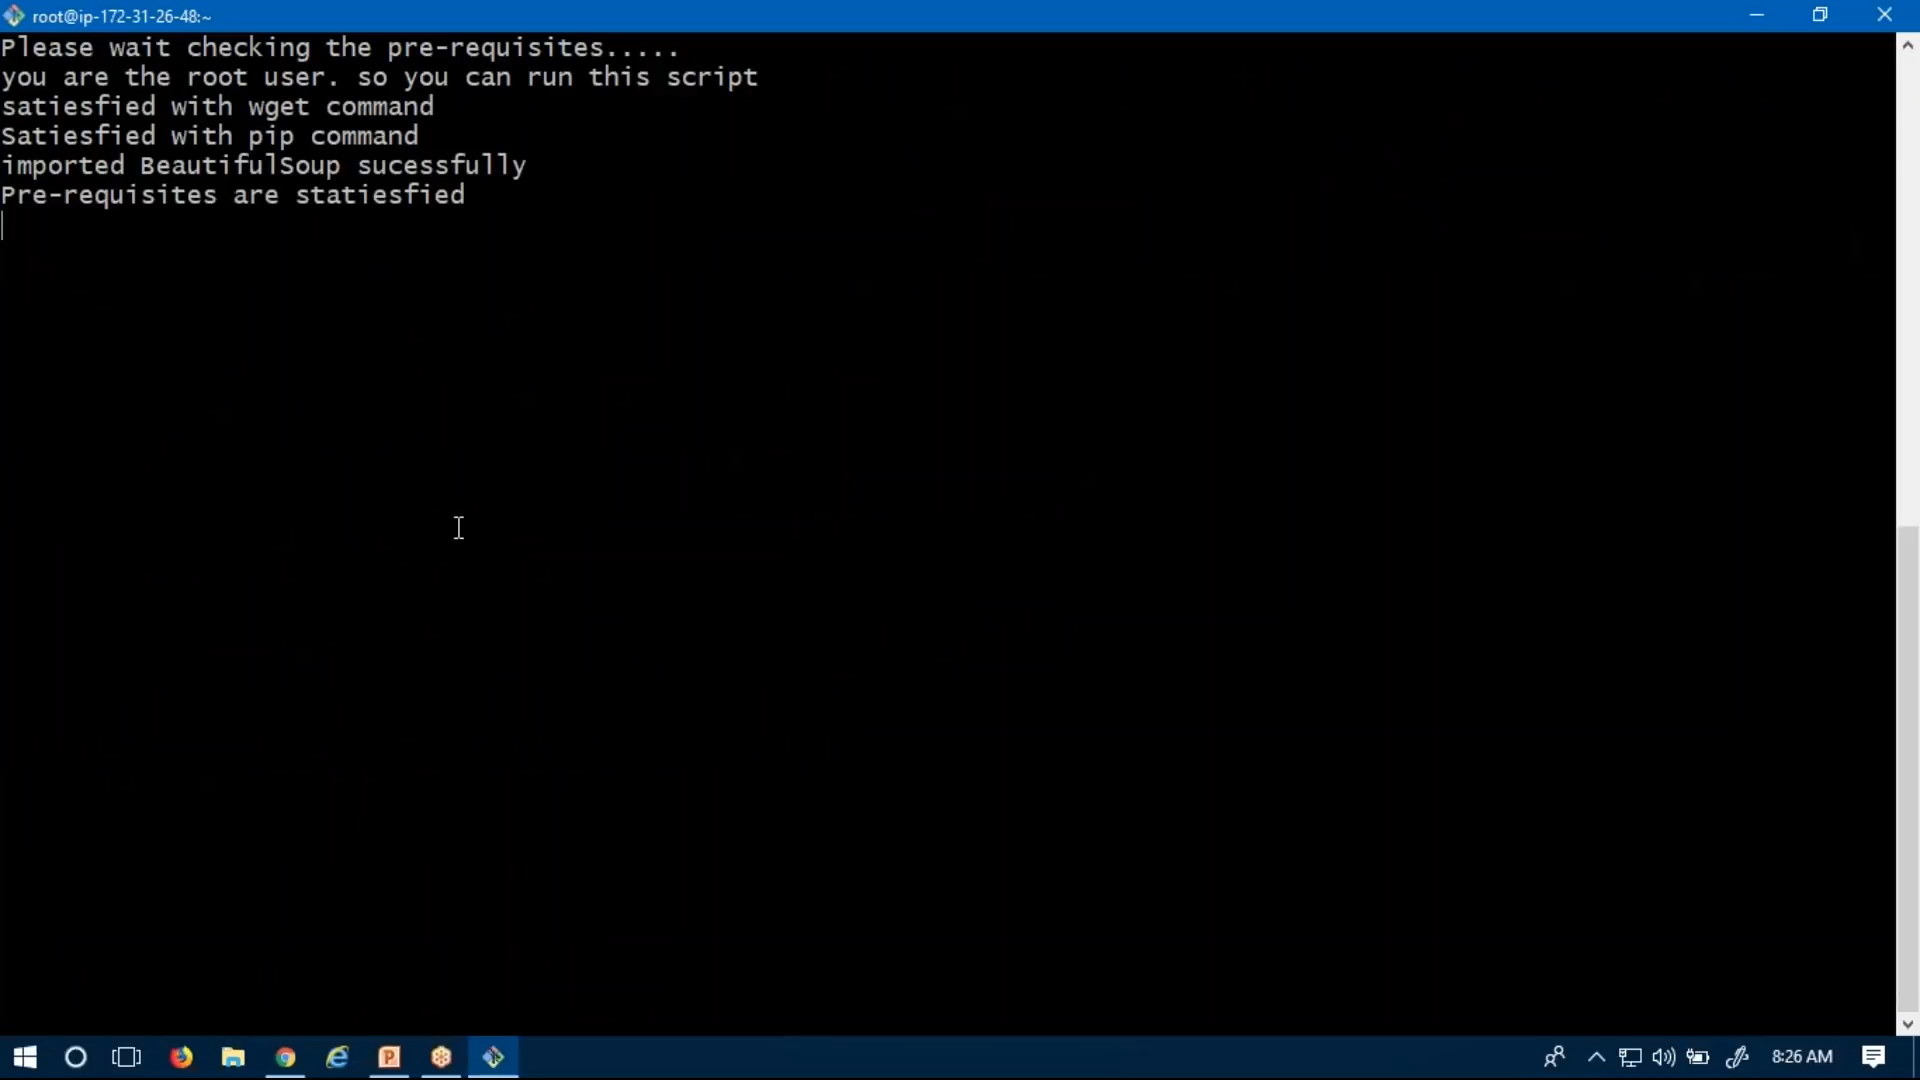 root@ip-172-31-26-48:~
Please wait checking the pre-requisites.....
you are the root user. so you can run this script
satiesfied with wget command
Satiesfied with pip command
imported BeautifulSoup sucessfully
Pre-requisites are statiesfied
8:26 AM